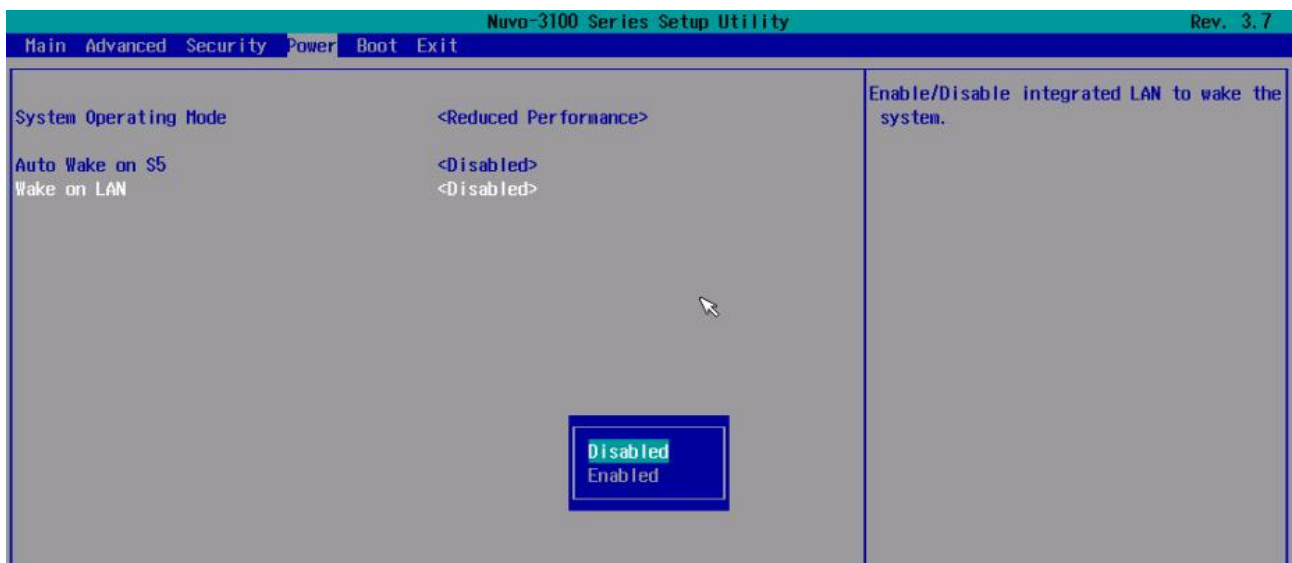 Nuvo-3100 Series Setup Utility Rev. 3.7
Main Advanced Security Power Boot Exit
System Operating Mode <Reduced Performance>
Auto Wake on S5 <Disabled>
Wake on LAN <Disabled>
Enable/Disable integrated LAN to wake the
system.
Disabled
Enabled